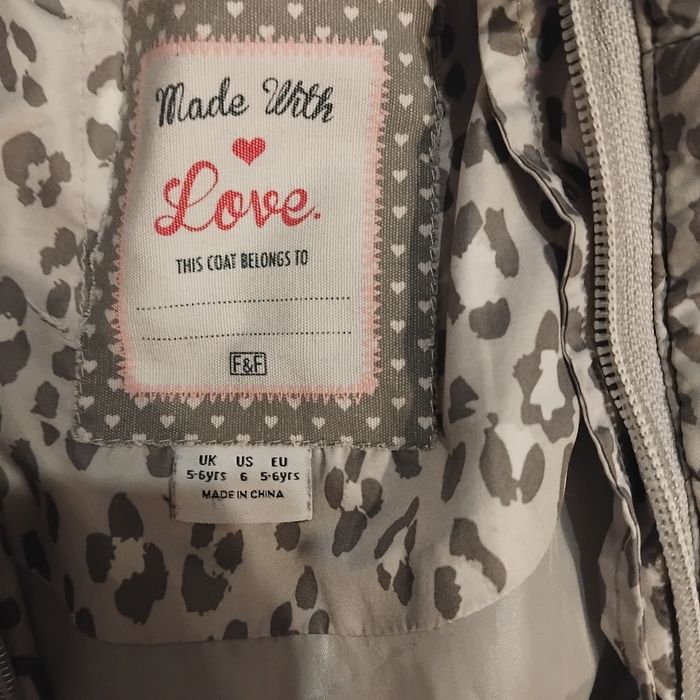 Made With
Love.
THIS COAT BELONGS TO
F&F
UK US EU
5-6yrs 6 5-6yrs
MADE IN CHINA